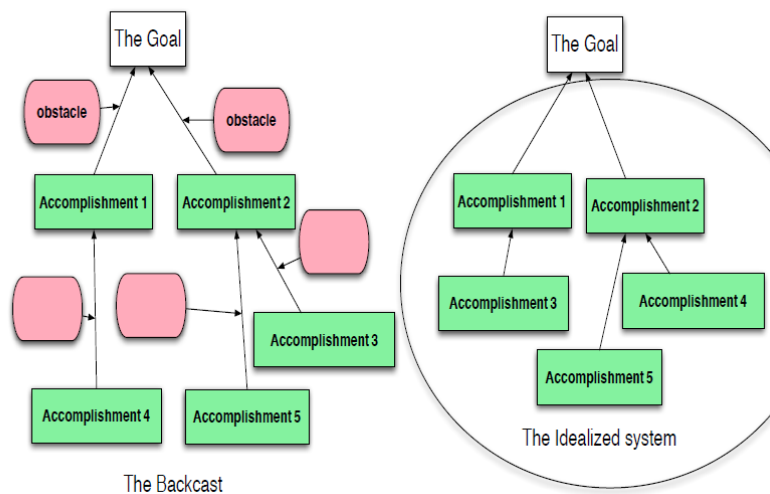 The Goal
obstacle
obstacle
Accomplishment 1
Accomplishment 2
Accomplishment 3
Accomplishment 4
Accomplishment 5
The Backcast
The Goal
Accomplishment 1
Accomplishment 2
Accomplishment 3
Accomplishment 4
Accomplishment 5
The Idealized system